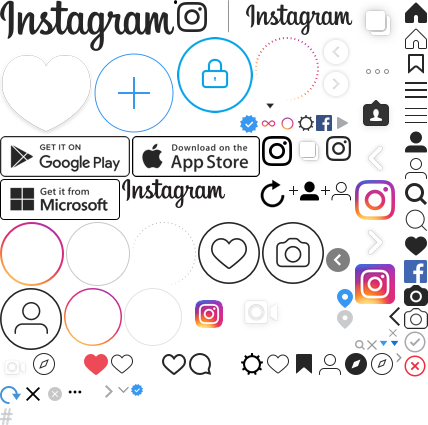 Instagram
Instagram
GET IT ON
Google Play
Download on the
App Store
Get it from
Microsoft
Instagram
#